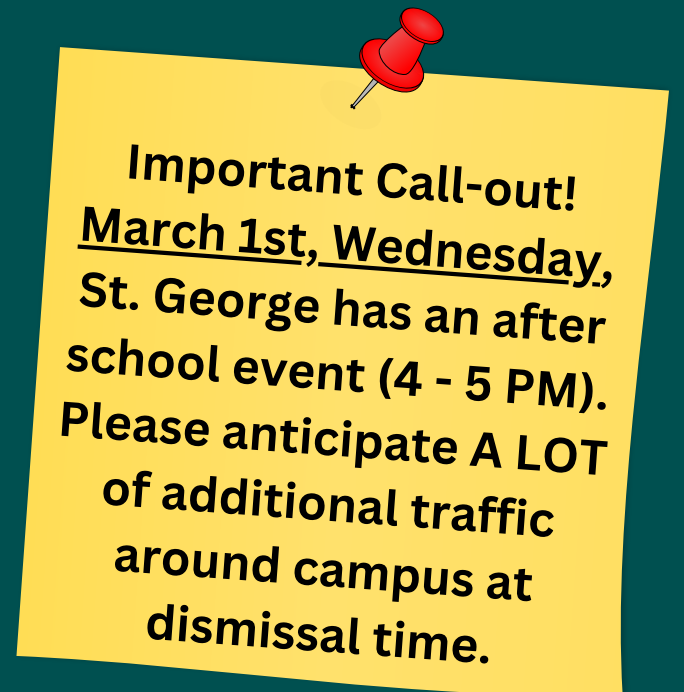 Important Call-out!
March 1st, Wednesday,
St. George has an after
school event (4 - 5 PM).
Please anticipate A LOT
of additional traffic
around campus at
dismissal time.